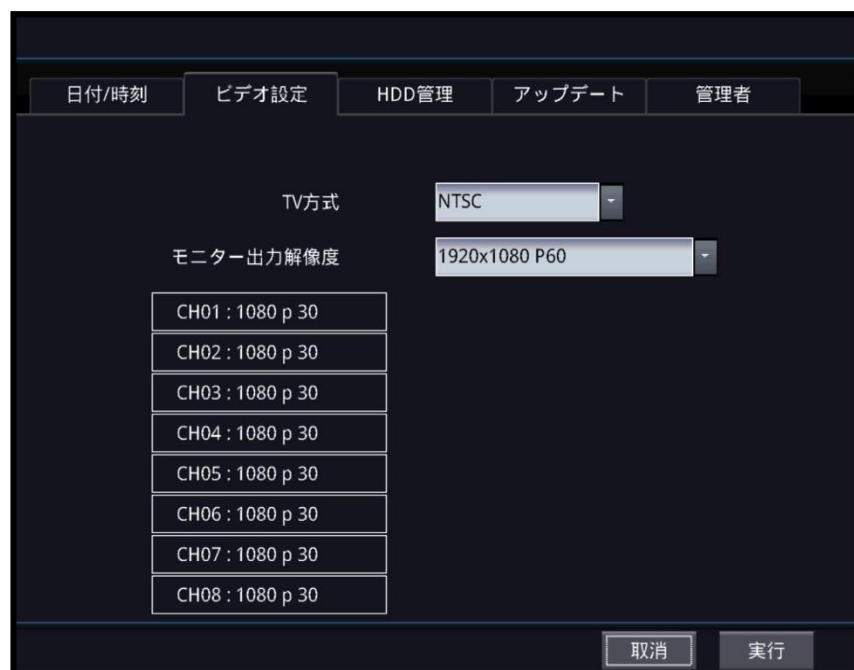 日付/時刻 ビデオ設定 HDD管理 アップデート 管理者
TV方式 NTSC
モニター出力解像度 1920x1080 P60
CH01 : 1080 p 30
CH02 : 1080 p 30
CH03 : 1080 p 30
CH04 : 1080 p 30
CH05 : 1080 p 30
CH06 : 1080 p 30
CH07 : 1080 p 30
CH08 : 1080 p 30
取消 実行